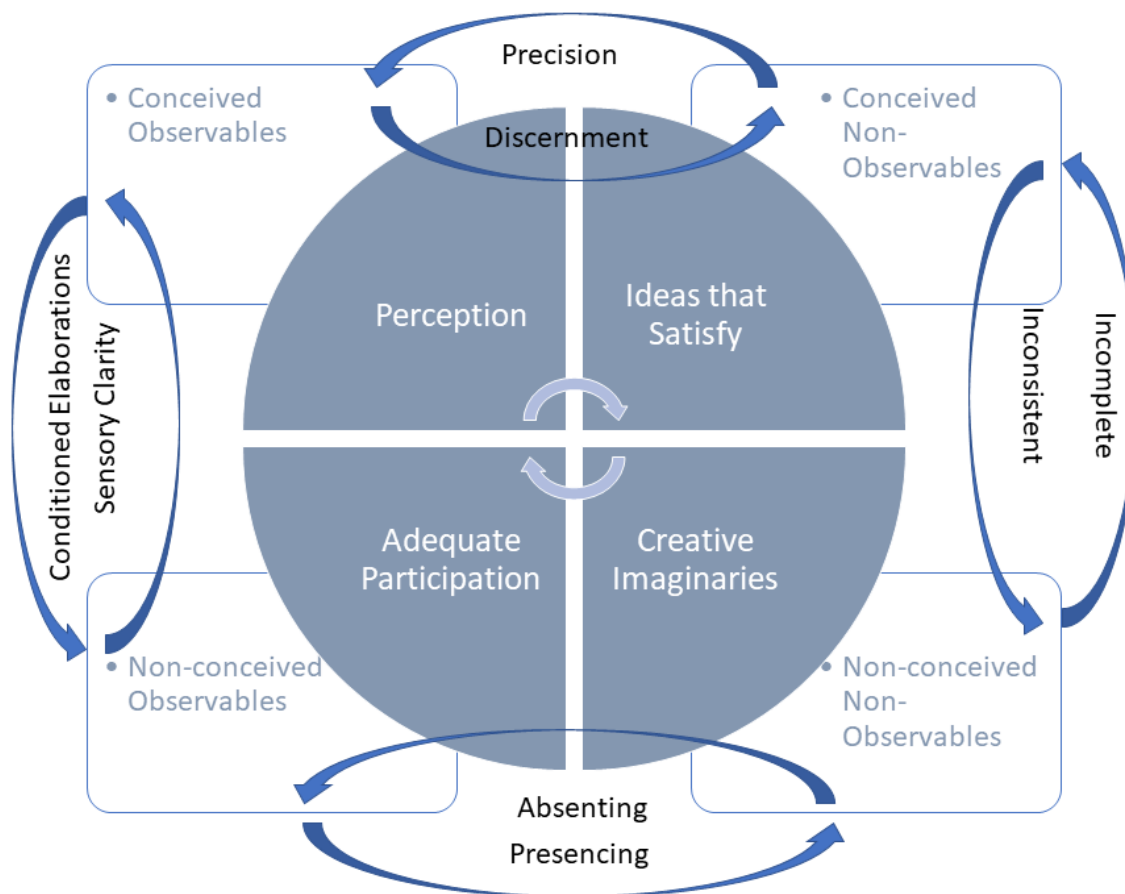 Precision
• Conceived
Observables
• Conceived
Non-
Observables
Discernment
Perception
Ideas that
Satisfy
Conditioned Elaborations
Sensory Clarity
Inconsistent
Incomplete
Adequate
Participation
Creative
Imaginaries
• Non-conceived
Observables
• Non-conceived
Non-
Observables
Absenting
Presencing